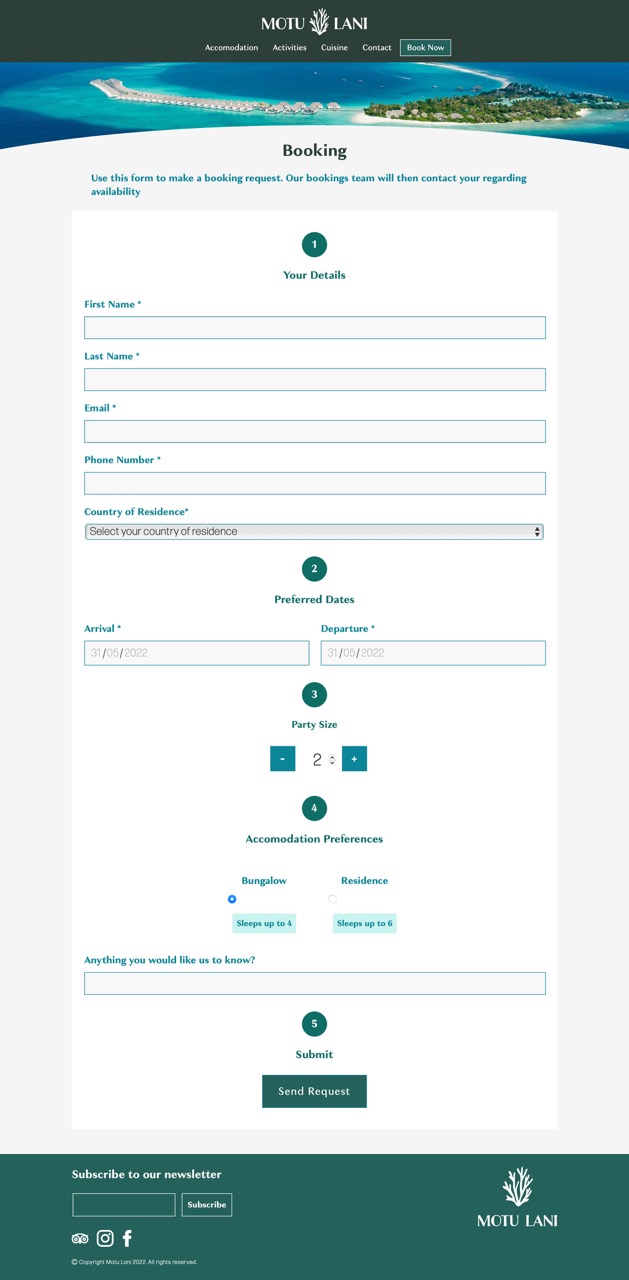 MOTU LANI
Accomodation Activities Cuisine Contact Book Now
Booking
Use this form to make a booking request. Our bookings team will then contact your regarding
availability
1
Your Details
First Name *
Last Name *
Email *
Phone Number *
Country of Residence*
Select your country of residence
2
Preferred Dates
Arrival * Departure *
31/05/2022 31/05/2022
3
Party Size
- 2 +
4
Accomodation Preferences
Bungalow Residence
Sleeps up to 4 Sleeps up to 6
Anything you would like us to know?
5
Submit
Send Request
Subscribe to our newsletter
Subscribe
MOTU LANI
© Copyright Motu Lani 2022. All rights reserved.